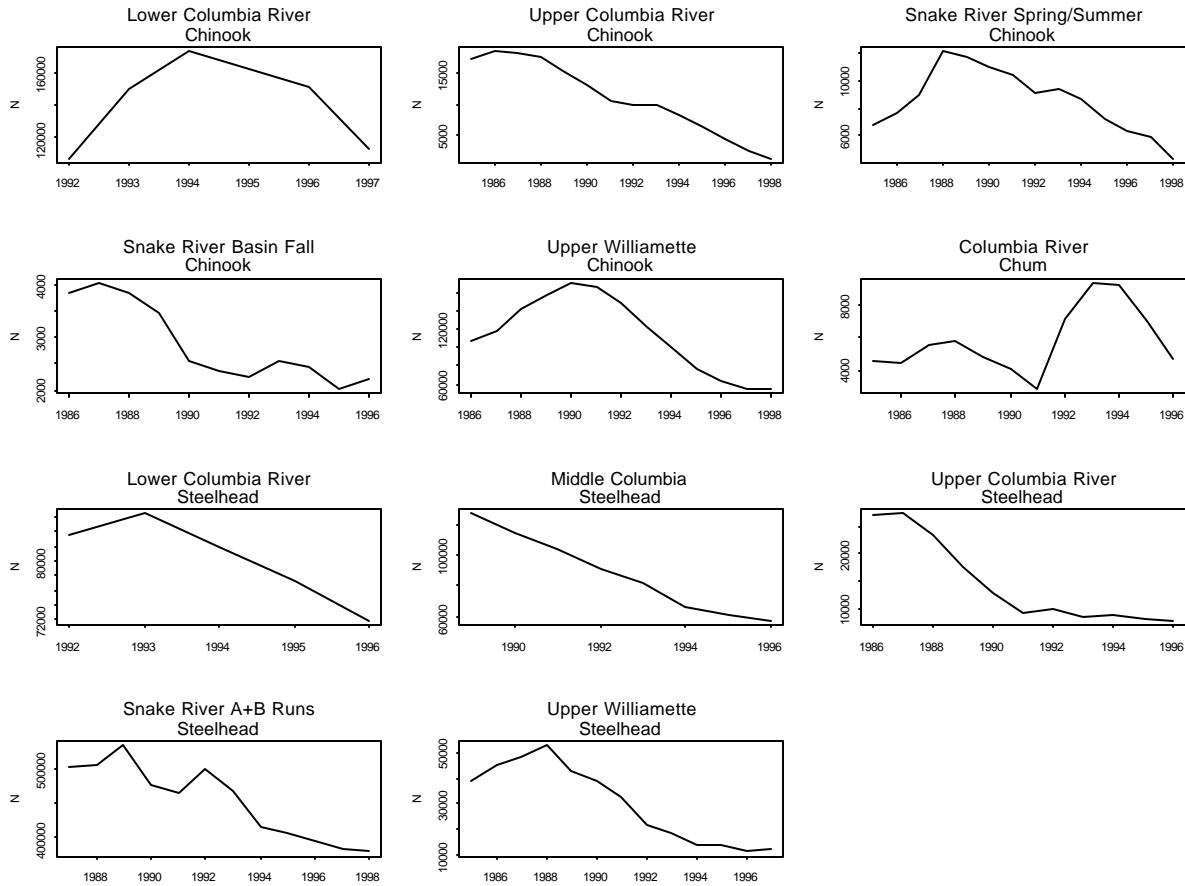 Lower Columbia River
Chinook
N
120000
160000
1992 1993 1994 1995 1996 1997
Upper Columbia River
Chinook
N
5000
15000
1986 1988 1990 1992 1994 1996 1998
Snake River Spring/Summer
Chinook
N
6000
10000
1986 1988 1990 1992 1994 1996 1998
Snake River Basin Fall
Chinook
N
2000
3000
4000
1986 1988 1990 1992 1994 1996
Upper Williamette
Chinook
N
60000
120000
1986 1988 1990 1992 1994 1996 1998
Columbia River
Chum
N
4000
8000
1986 1988 1990 1992 1994 1996
Lower Columbia River
Steelhead
N
72000
80000
1992 1993 1994 1995 1996
Middle Columbia
Steelhead
N
60000
100000
1990 1992 1994 1996
Upper Columbia River
Steelhead
N
10000
20000
1986 1988 1990 1992 1994 1996
Snake River A+B Runs
Steelhead
N
400000
500000
1988 1990 1992 1994 1996 1998
Upper Williamette
Steelhead
N
10000
30000
50000
1986 1988 1990 1992 1994 1996